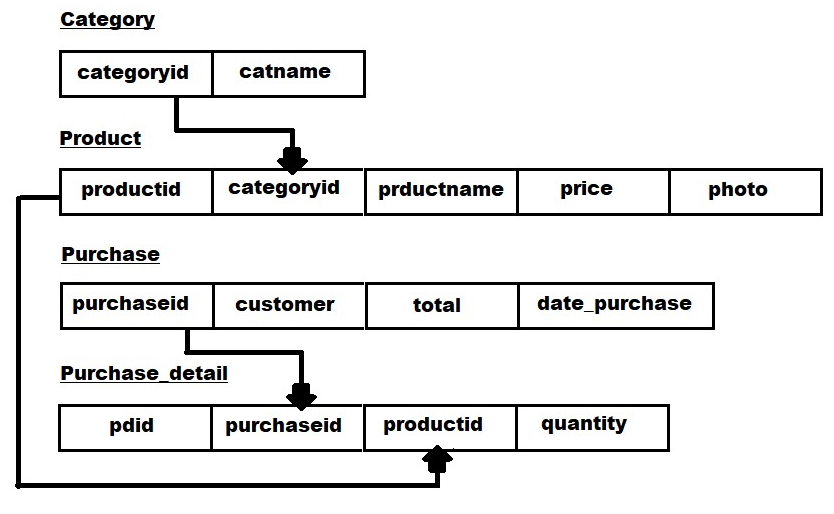 Category
categoryid catname
Product
productid categoryid prductname price photo
Purchase
purchaseid customer total date_purchase
Purchase_detail
pdid purchaseid productid quantity